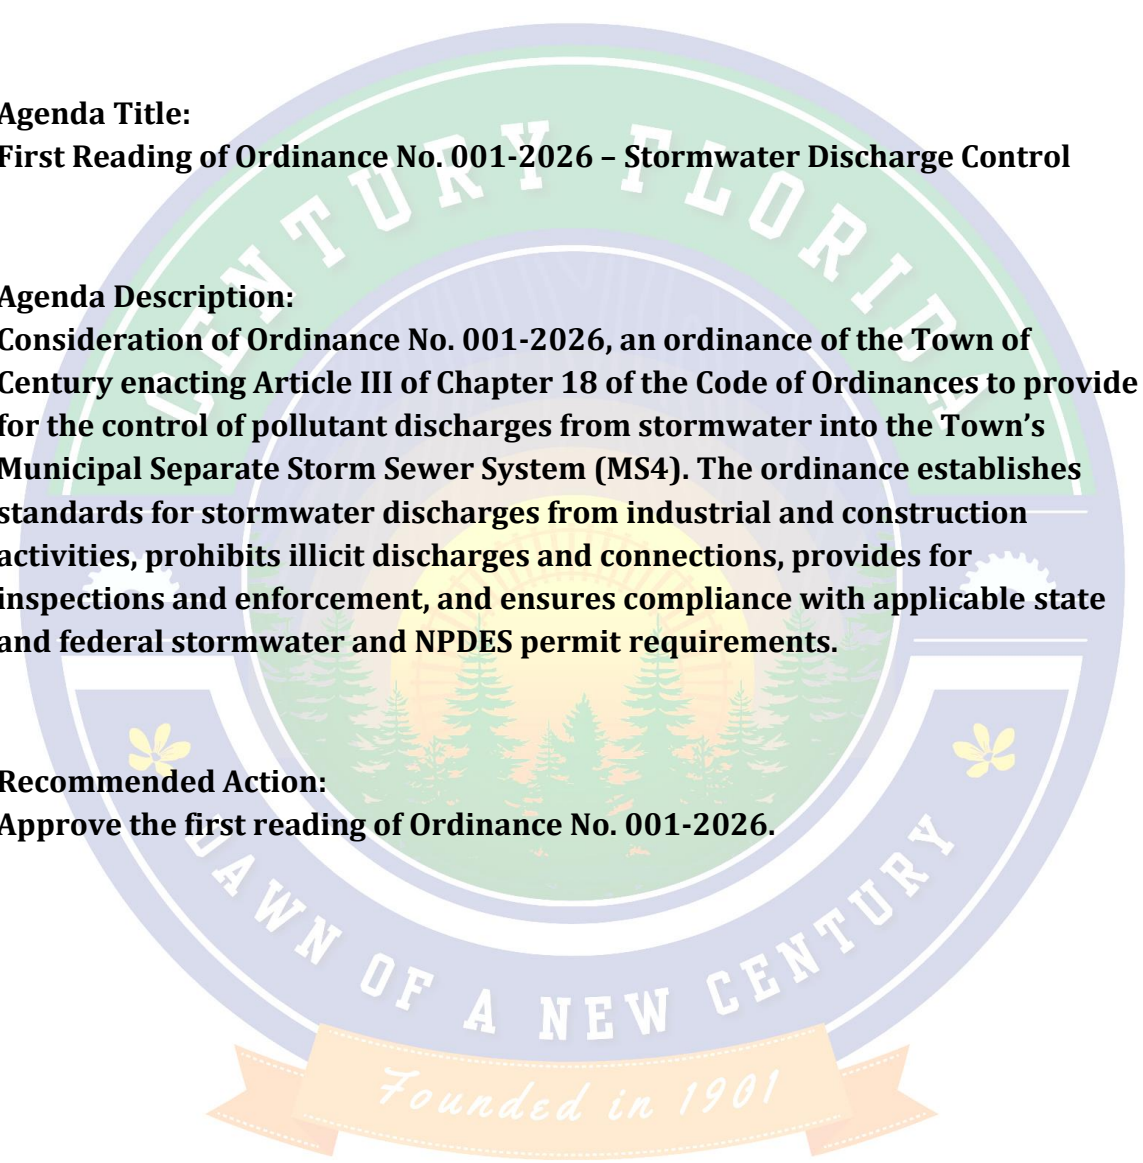 Agenda Title:
First Reading of Ordinance No. 001-2026 – Stormwater Discharge Control
Agenda Description:
Consideration of Ordinance No. 001-2026, an ordinance of the Town of
Century enacting Article III of Chapter 18 of the Code of Ordinances to provide
for the control of pollutant discharges from stormwater into the Town’s
Municipal Separate Storm Sewer System (MS4). The ordinance establishes
standards for stormwater discharges from industrial and construction
activities, prohibits illicit discharges and connections, provides for
inspections and enforcement, and ensures compliance with applicable state
and federal stormwater and NPDES permit requirements.
Recommended Action:
Approve the first reading of Ordinance No. 001-2026.
CENTURY FLORIDA
DAWN OF A NEW CENTURY
Founded in 1901